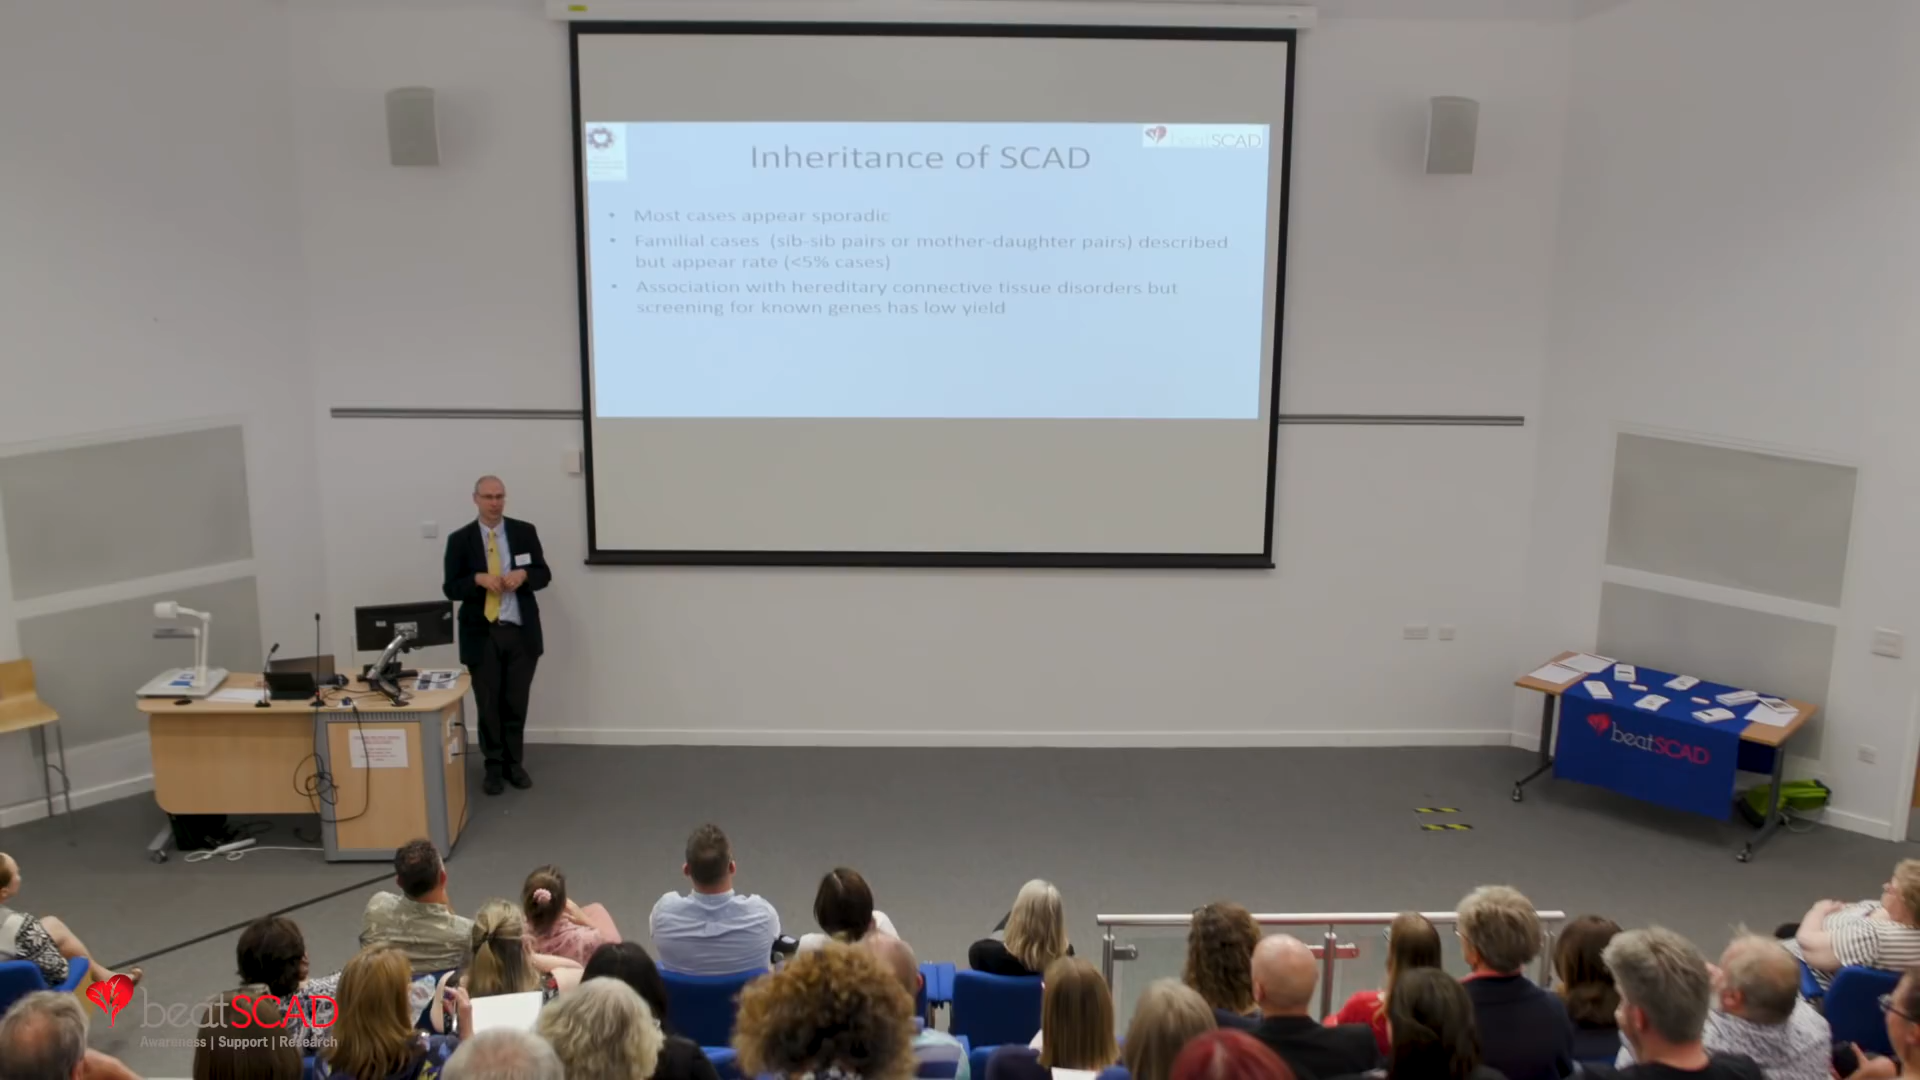 beatSCAD
Inheritance of SCAD
• Most cases appear sporadic
• Familial cases (sib-sib pairs or mother-daughter pairs) described
but appear rate (<5% cases)
• Association with hereditary connective tissue disorders but
screening for known genes has low yield
beatSCAD
beatSCAD
Awareness | Support | Research